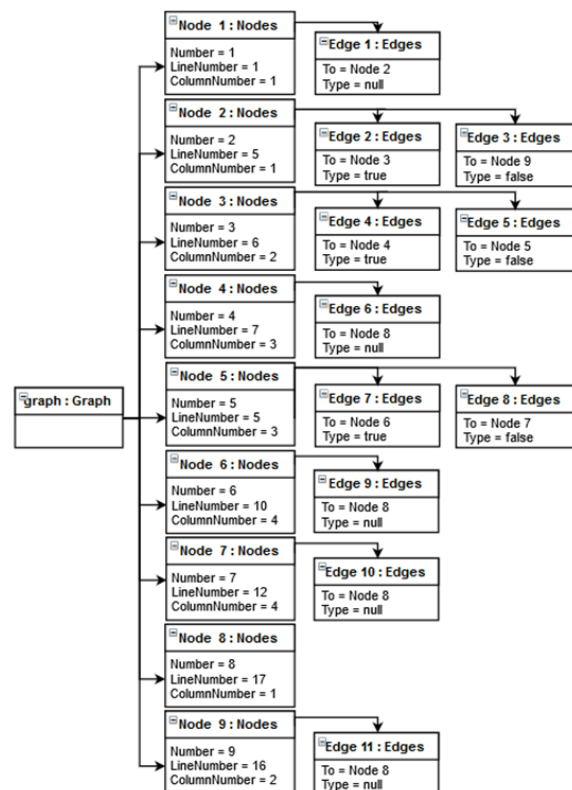 Node 1 : Nodes
Number = 1
LineNumber = 1
ColumnNumber = 1
Edge 1 : Edges
To = Node 2
Type = null
Node 2 : Nodes
Number = 2
LineNumber = 5
ColumnNumber = 1
Edge 2 : Edges
To = Node 3
Type = true
Edge 3 : Edges
To = Node 9
Type = false
Node 3 : Nodes
Number = 3
LineNumber = 6
ColumnNumber = 2
Edge 4 : Edges
To = Node 4
Type = true
Edge 5 : Edges
To = Node 5
Type = false
Node 4 : Nodes
Number = 4
LineNumber = 7
ColumnNumber = 3
Edge 6 : Edges
To = Node 8
Type = null
graph : Graph
Node 5 : Nodes
Number = 5
LineNumber = 5
ColumnNumber = 3
Edge 7 : Edges
To = Node 6
Type = true
Edge 8 : Edges
To = Node 7
Type = false
Node 6 : Nodes
Number = 6
LineNumber = 10
ColumnNumber = 4
Edge 9 : Edges
To = Node 8
Type = null
Node 7 : Nodes
Number = 7
LineNumber = 12
ColumnNumber = 4
Edge 10 : Edges
To = Node 8
Type = null
Node 8 : Nodes
Number = 8
LineNumber = 17
ColumnNumber = 1
Node 9 : Nodes
Number = 9
LineNumber = 16
ColumnNumber = 2
Edge 11 : Edges
To = Node 8
Type = null